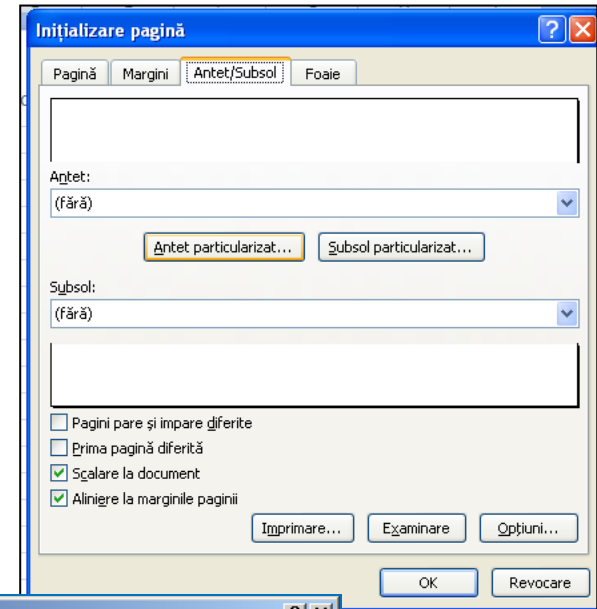 Inițializare pagină
Pagină Margini Antet/Subsol Foaie
Antet:
(fără)
Antet particularizat... Subsol particularizat...
Subsol:
(fără)
Pagini pare și impare diferite
Prima pagină diferită
Scalare la document
Aliniere la marginile paginii
Imprimare... Examinare Opțiuni...
OK Revocare